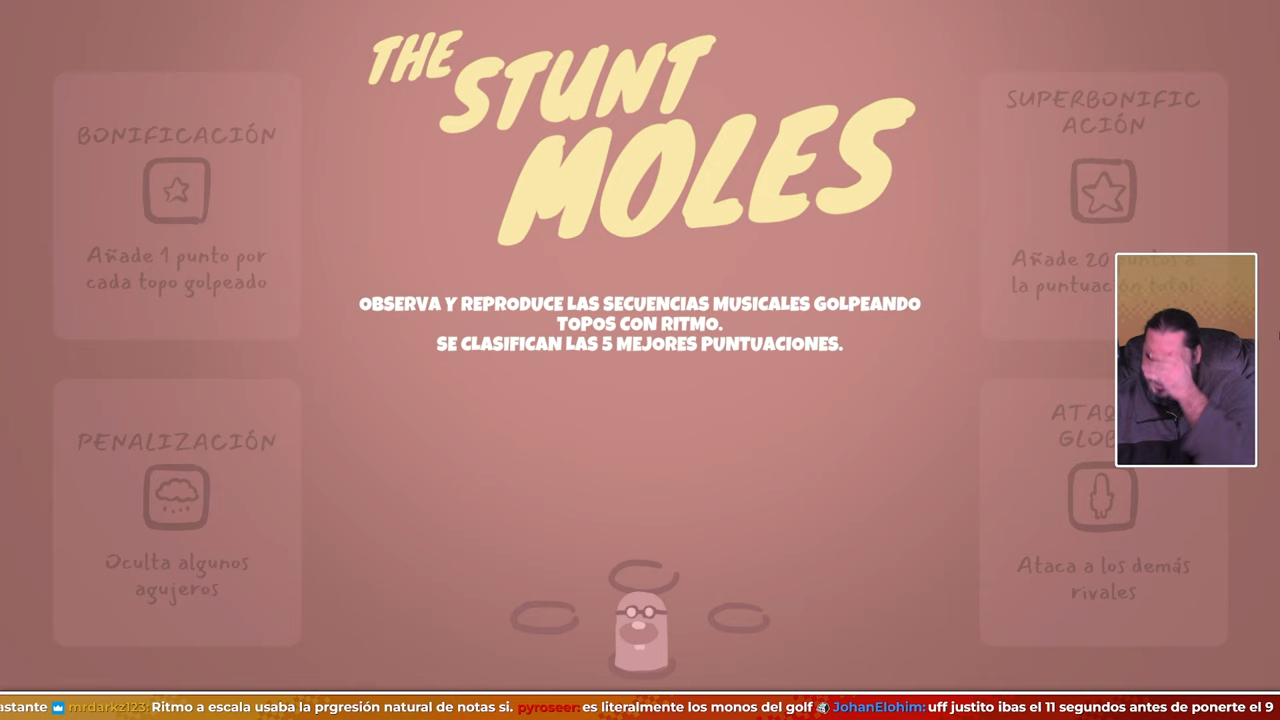 THE
STUNT
MOLES
BONIFICACIÓN
Añade 1 punto por
cada topo golpeado
SUPERBONIFIC
ACIÓN
Añade 20 puntos a
la puntuación total
OBSERVA Y REPRODUCE LAS SECUENCIAS MUSICALES GOLPEANDO
TOPOS CON RITMO.
SE CLASIFICAN LAS 5 MEJORES PUNTUACIONES.
PENALIZACIÓN
Oculta algunos
agujeros
Ataca a los demás
rivales
astante mrdarkz123: Ritmo a escala usaba la prgresión natural de notas si. pyroseer: es literalmente los monos del golf JohanElohim: uff justito ibas el 11 segundos antes de ponerte el 9